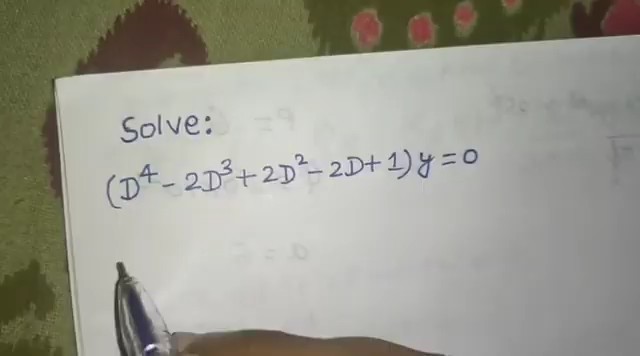 Solve:
(D⁴ - 2D³ + 2D² - 2D + 1) y = 0